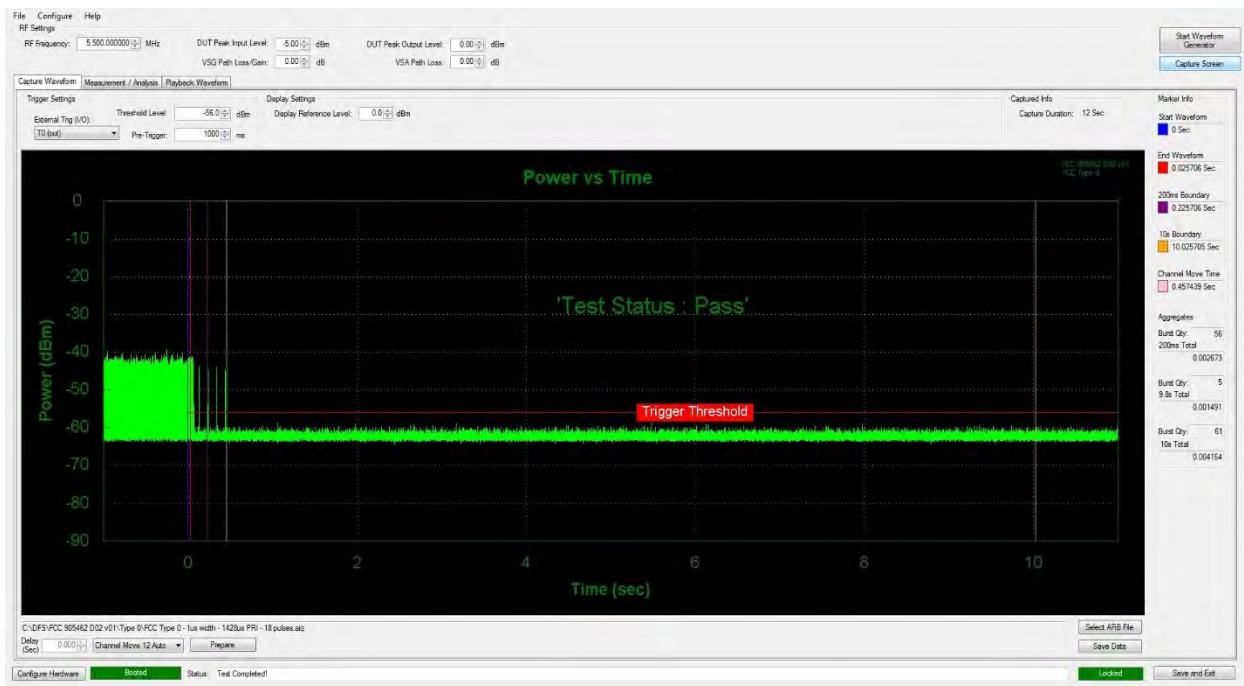 File Configure Help
RF Settings
RF Frequency: 5,500.000000 MHz DUT Peak Input Level: -5.00 dBm DUT Peak Output Level: 0.00 dBm
VSG Path Loss/Gain: 0.00 dB VSA Path Loss: 0.00 dB
Start Waveform Generator
Capture Screen
Capture Waveform Measurement / Analysis Playback Waveform
Trigger Settings
External Trig (I/O): Threshold Level: -56.0 dBm
T0 (out) Pre-Trigger: 1000 ms
Display Settings
Display Reference Level: 0.0 dBm
Captured Info
Capture Duration: 12 Sec
Power vs Time
FCC 905462 D02 v01
FCC Type 0
'Test Status : Pass'
Trigger Threshold
Power (dBm)
0
-10
-20
-30
-40
-50
-60
-70
-80
-90
0 2 4 6 8 10
Time (sec)
Marker Info
Start Waveform
0 Sec
End Waveform
0.025706 Sec
200ms Boundary
0.225706 Sec
10s Boundary
10.025705 Sec
Channel Move Time
0.457439 Sec
Aggregates
Burst Qty: 56
200ms Total
0.002673
Burst Qty: 5
9.8s Total
0.001491
Burst Qty: 61
10s Total
0.004164
C:\DFS\FCC 905462 D02 v01\Type 0\FCC Type 0 - 1us width - 1428us PRI - 18 pulses.aiq
Select ARB File
Delay (Sec) 0.000 Channel Move 12 Auto Prepare
Save Data
Configure Hardware Booted Status: Test Completed! Locked Save and Exit